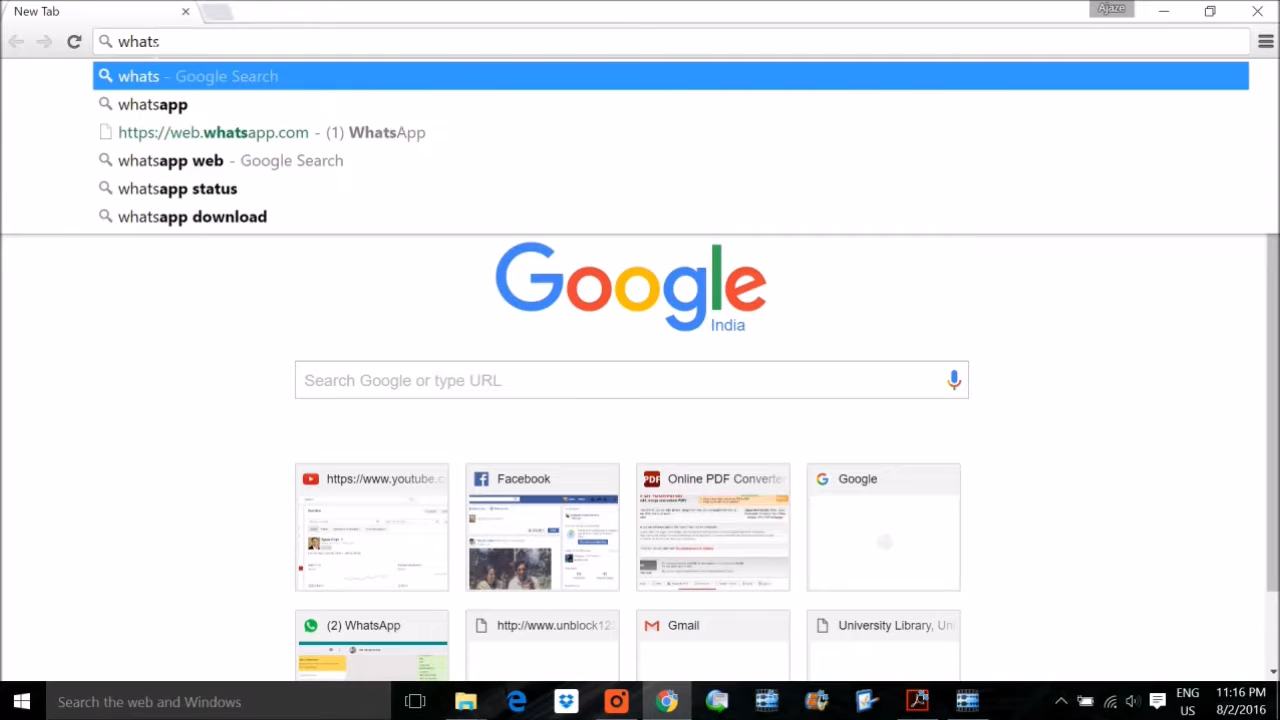 New Tab
Ajaze
whats
whats - Google Search
whatsapp
https://web.whatsapp.com - (1) WhatsApp
whatsapp web - Google Search
whatsapp status
whatsapp download
Google
India
Search Google or type URL
https://www.youtube.c
Facebook
Online PDF Converte
Google
(2) WhatsApp
http://www.unblock12
Gmail
University Library, Un
Search the web and Windows
ENG
US
11:16 PM
8/2/2016